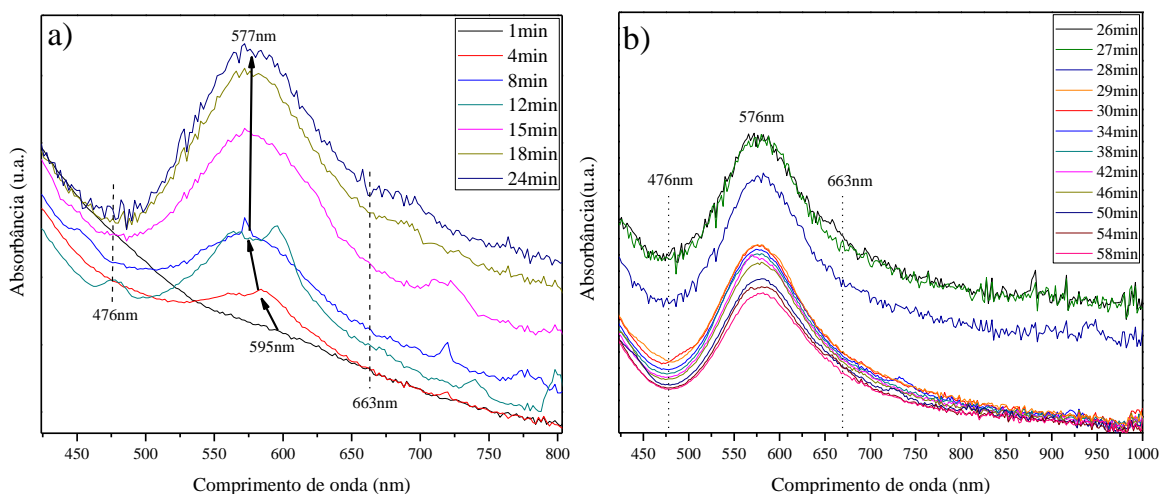 a)
577nm
1min
4min
8min
12min
15min
18min
24min
476nm
595nm
663nm
Absorbância (u.a.)
450 500 550 600 650 700 750 800
Comprimento de onda (nm)
b)
26min
27min
28min
29min
30min
34min
38min
42min
46min
50min
54min
58min
576nm
476nm
663nm
Absorbância(u.a.)
450 500 550 600 650 700 750 800 850 900 950 1000
Comprimento de onda (nm)